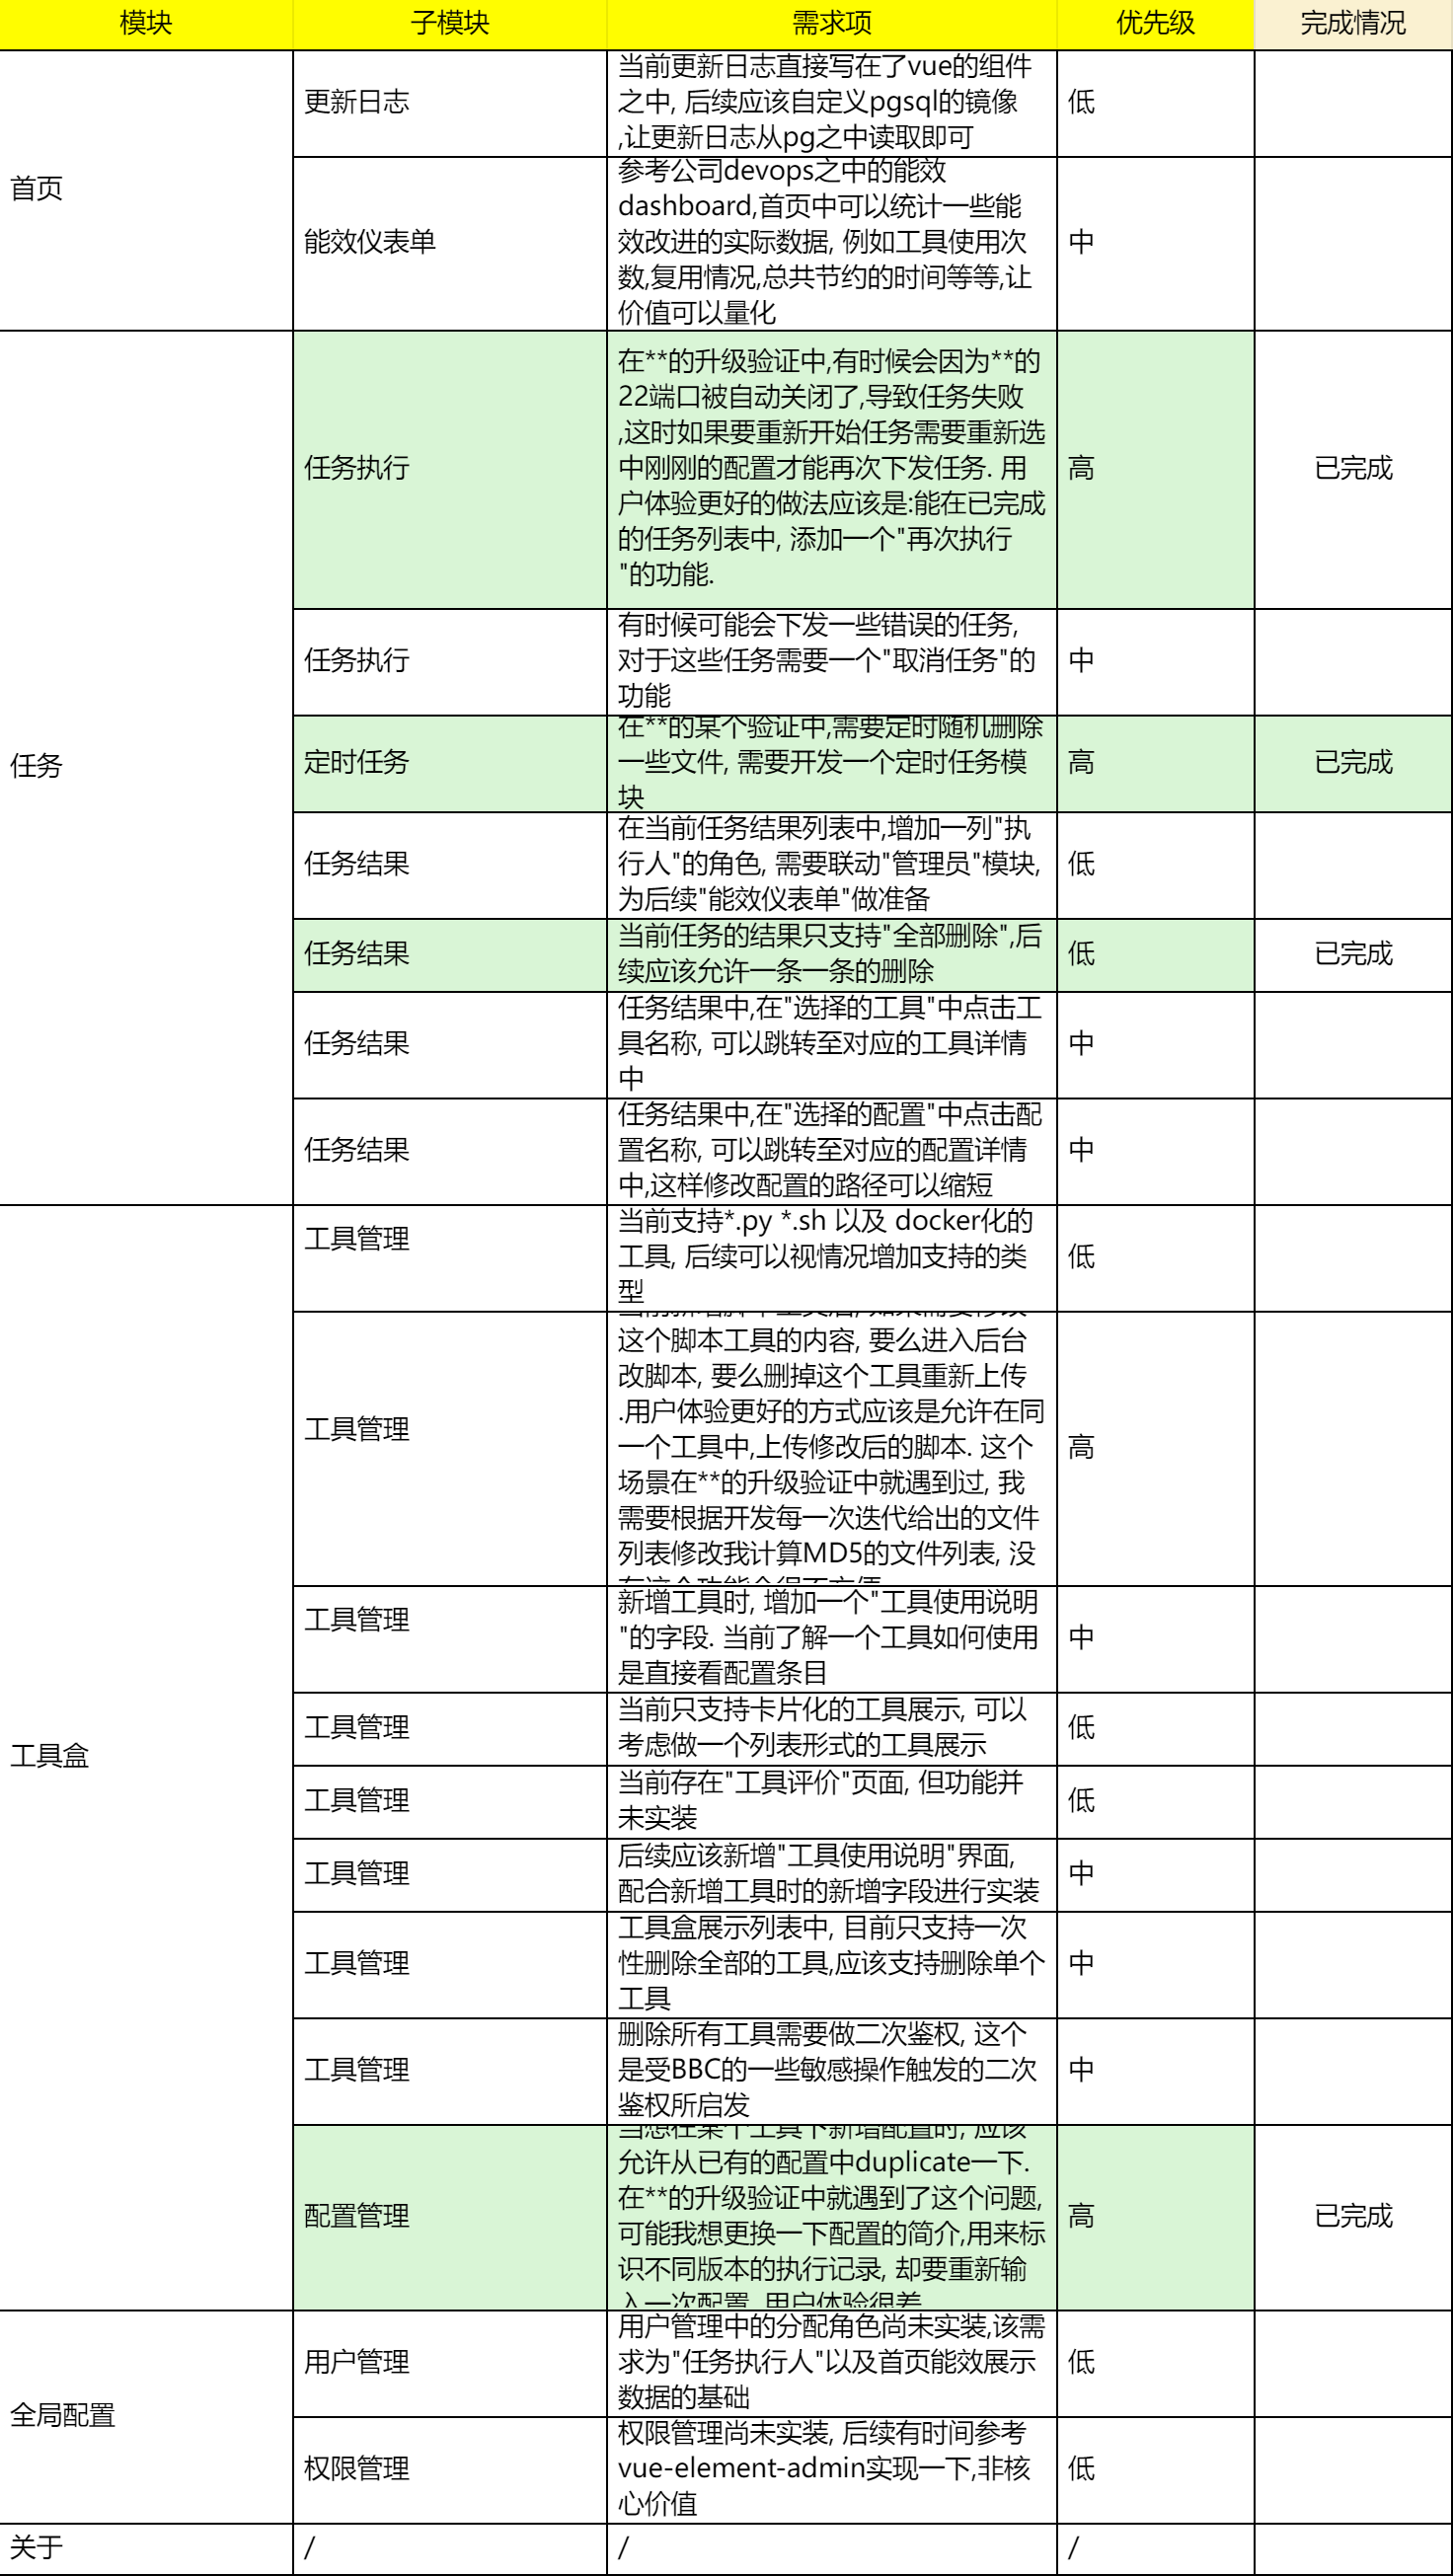 模块 子模块 需求项 优先级 完成情况
首页
更新日志
当前更新日志直接写在了vue的组件
之中, 后续应该自定义pgsql的镜像
,让更新日志从pg之中读取即可
低
能效仪表单
参考公司devops之中的能效
dashboard,首页中可以统计一些能
效改进的实际数据, 例如工具使用次
数,复用情况,总共节约的时间等等,让
价值可以量化
中
任务
任务执行
在**的升级验证中,有时候会因为**的
22端口被自动关闭了,导致任务失败
,这时如果要重新开始任务需要重新选
中刚刚的配置才能再次下发任务. 用
户体验更好的做法应该是:能在已完成
的任务列表中, 添加一个"再次执行
"的功能.
高
已完成
任务执行
有时候可能会下发一些错误的任务,
对于这些任务需要一个"取消任务"的
功能
中
定时任务
在**的某个验证中,需要定时随机删除
一些文件, 需要开发一个定时任务模
块
高
已完成
任务结果
在当前任务结果列表中,增加一列"执
行人"的角色, 需要联动"管理员"模块,
为后续"能效仪表单"做准备
低
任务结果
当前任务的结果只支持"全部删除",后
续应该允许一条一条的删除
低
已完成
任务结果
任务结果中,在"选择的工具"中点击工
具名称, 可以跳转至对应的工具详情
中
中
任务结果
任务结果中,在"选择的配置"中点击配
置名称, 可以跳转至对应的配置详情
中,这样修改配置的路径可以缩短
中
工具盒
工具管理
当前支持*.py *.sh 以及 docker化的
工具, 后续可以视情况增加支持的类
型
低
工具管理
这个脚本工具的内容, 要么进入后台
改脚本, 要么删掉这个工具重新上传
.用户体验更好的方式应该是允许在同
一个工具中,上传修改后的脚本. 这个
场景在**的升级验证中就遇到过, 我
需要根据开发每一次迭代给出的文件
列表修改我计算MD5的文件列表, 没
高
工具管理
新增工具时, 增加一个"工具使用说明
"的字段. 当前了解一个工具如何使用
是直接看配置条目
中
工具管理
当前只支持卡片化的工具展示, 可以
考虑做一个列表形式的工具展示
低
工具管理
当前存在"工具评价"页面, 但功能并
未实装
低
工具管理
后续应该新增"工具使用说明"界面,
配合新增工具时的新增字段进行实装
中
工具管理
工具盒展示列表中, 目前只支持一次
性删除全部的工具,应该支持删除单个
工具
中
工具管理
删除所有工具需要做二次鉴权, 这个
是受BBC的一些敏感操作触发的二次
鉴权所启发
中
配置管理
当想在某个工具下新增配置时, 应该
允许从已有的配置中duplicate一下.
在**的升级验证中就遇到了这个问题,
可能我想更换一下配置的简介,用来标
识不同版本的执行记录, 却要重新输
入一次配置, 用户体验很差
高
已完成
全局配置
用户管理
用户管理中的分配角色尚未实装,该需
求为"任务执行人"以及首页能效展示
数据的基础
低
权限管理
权限管理尚未实装, 后续有时间参考
vue-element-admin实现一下,非核
心价值
低
关于 / / /